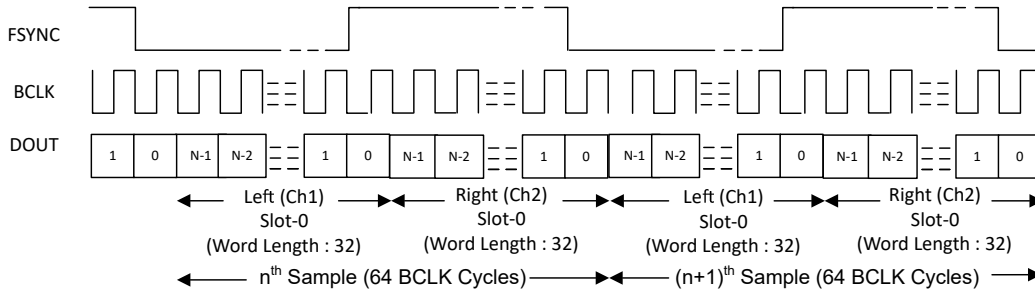 FSYNC
BCLK
DOUT
1 0 N-1 N-2 1 0 N-1 N-2 1 0 N-1 N-2 1 0 N-1 N-2 1 0
Left (Ch1) Right (Ch2) Left (Ch1) Right (Ch2)
Slot-0 Slot-0 Slot-0 Slot-0
(Word Length : 32) (Word Length : 32) (Word Length : 32) (Word Length : 32)
nth Sample (64 BCLK Cycles) (n+1)th Sample (64 BCLK Cycles)